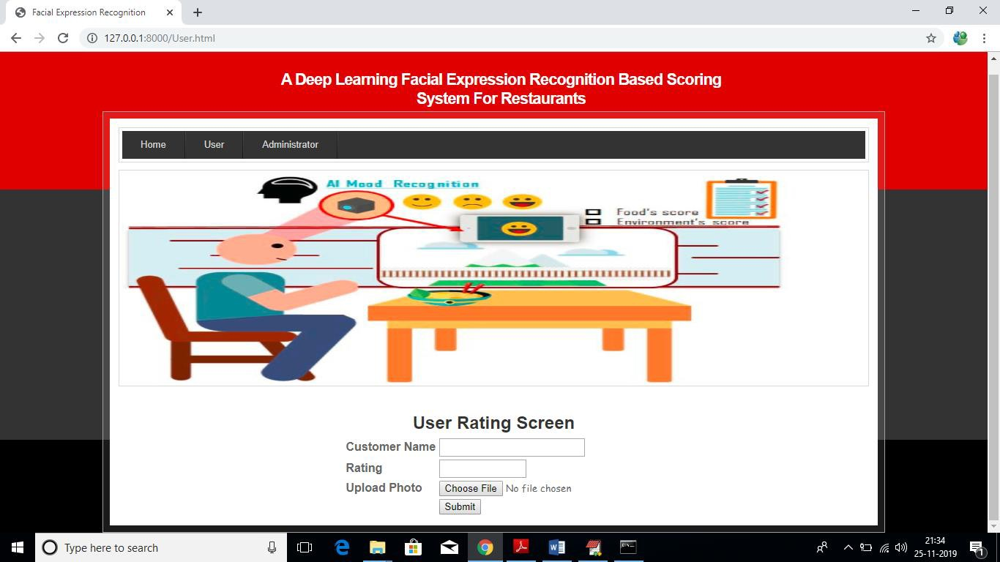 Facial Expression Recognition
127.0.0.1:8000/User.html
A Deep Learning Facial Expression Recognition Based Scoring
System For Restaurants
Home User Administrator
AI Mood Recognition
Food's score
Environment's score
User Rating Screen
Customer Name
Rating
Upload Photo Choose File No file chosen
Submit
Type here to search
21:34
25-11-2019
1